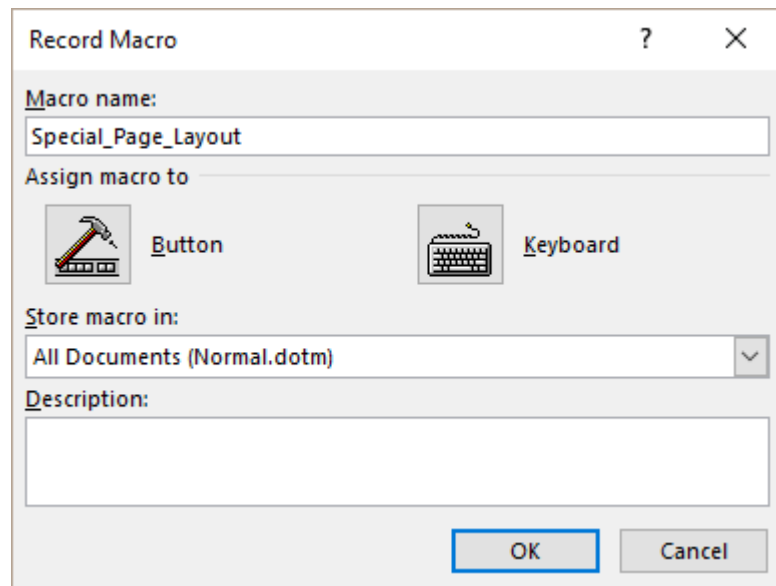 Record Macro ?
Macro name:
Special_Page_Layout
Assign macro to
Button Keyboard
Store macro in:
All Documents (Normal.dotm)
Description:
OK Cancel